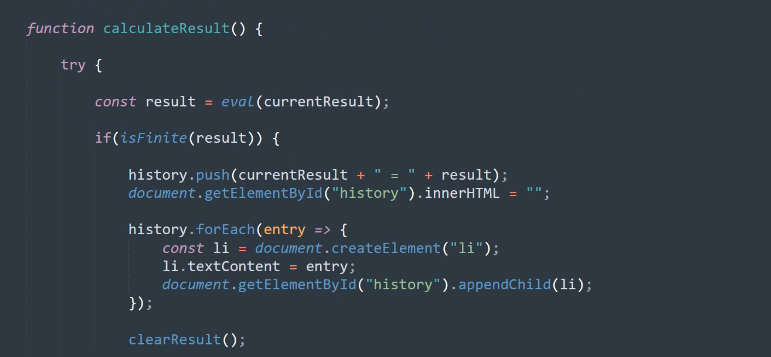 function calculateResult() {
try {
const result = eval(currentResult);
if(isFinite(result)) {
history.push(currentResult + " = " + result);
document.getElementById("history").innerHTML = "";
history.forEach(entry => {
const li = document.createElement("li");
li.textContent = entry;
document.getElementById("history").appendChild(li);
});
clearResult();